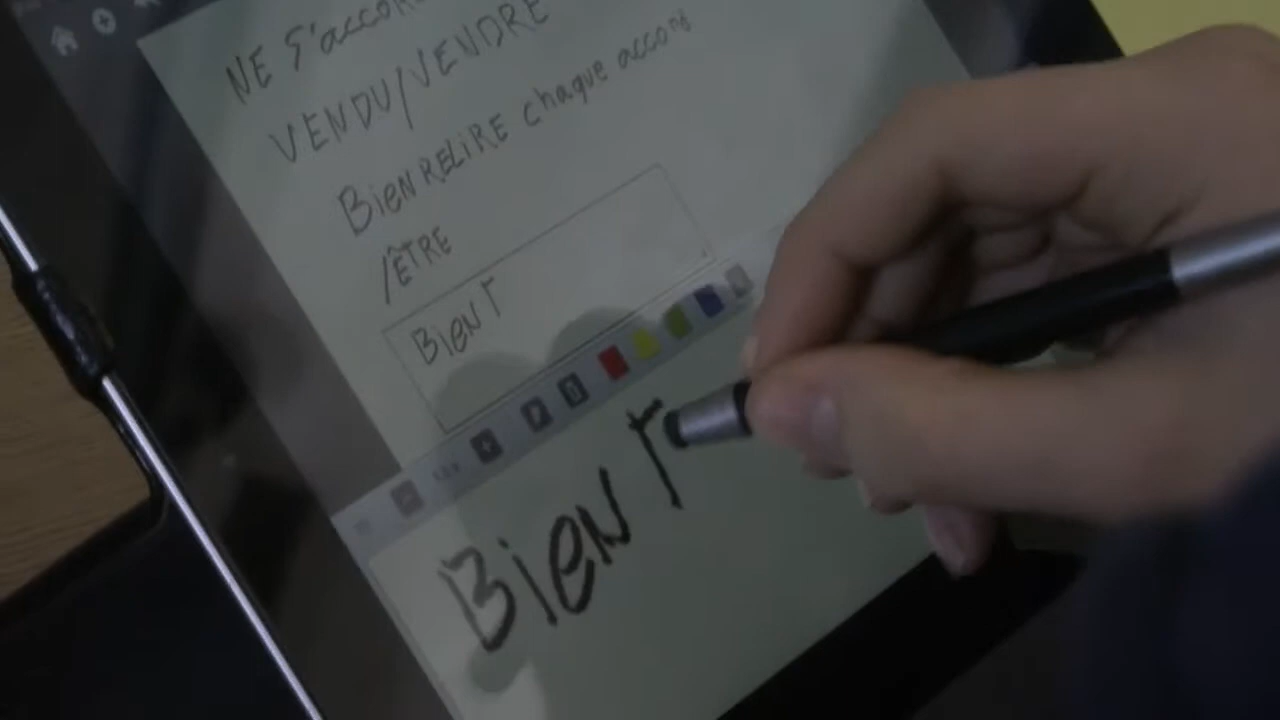 NE S'accor
VENDU/VENDRE
Bien RELIRE chaque accord
/ÊTRE
Bien r
Bien r